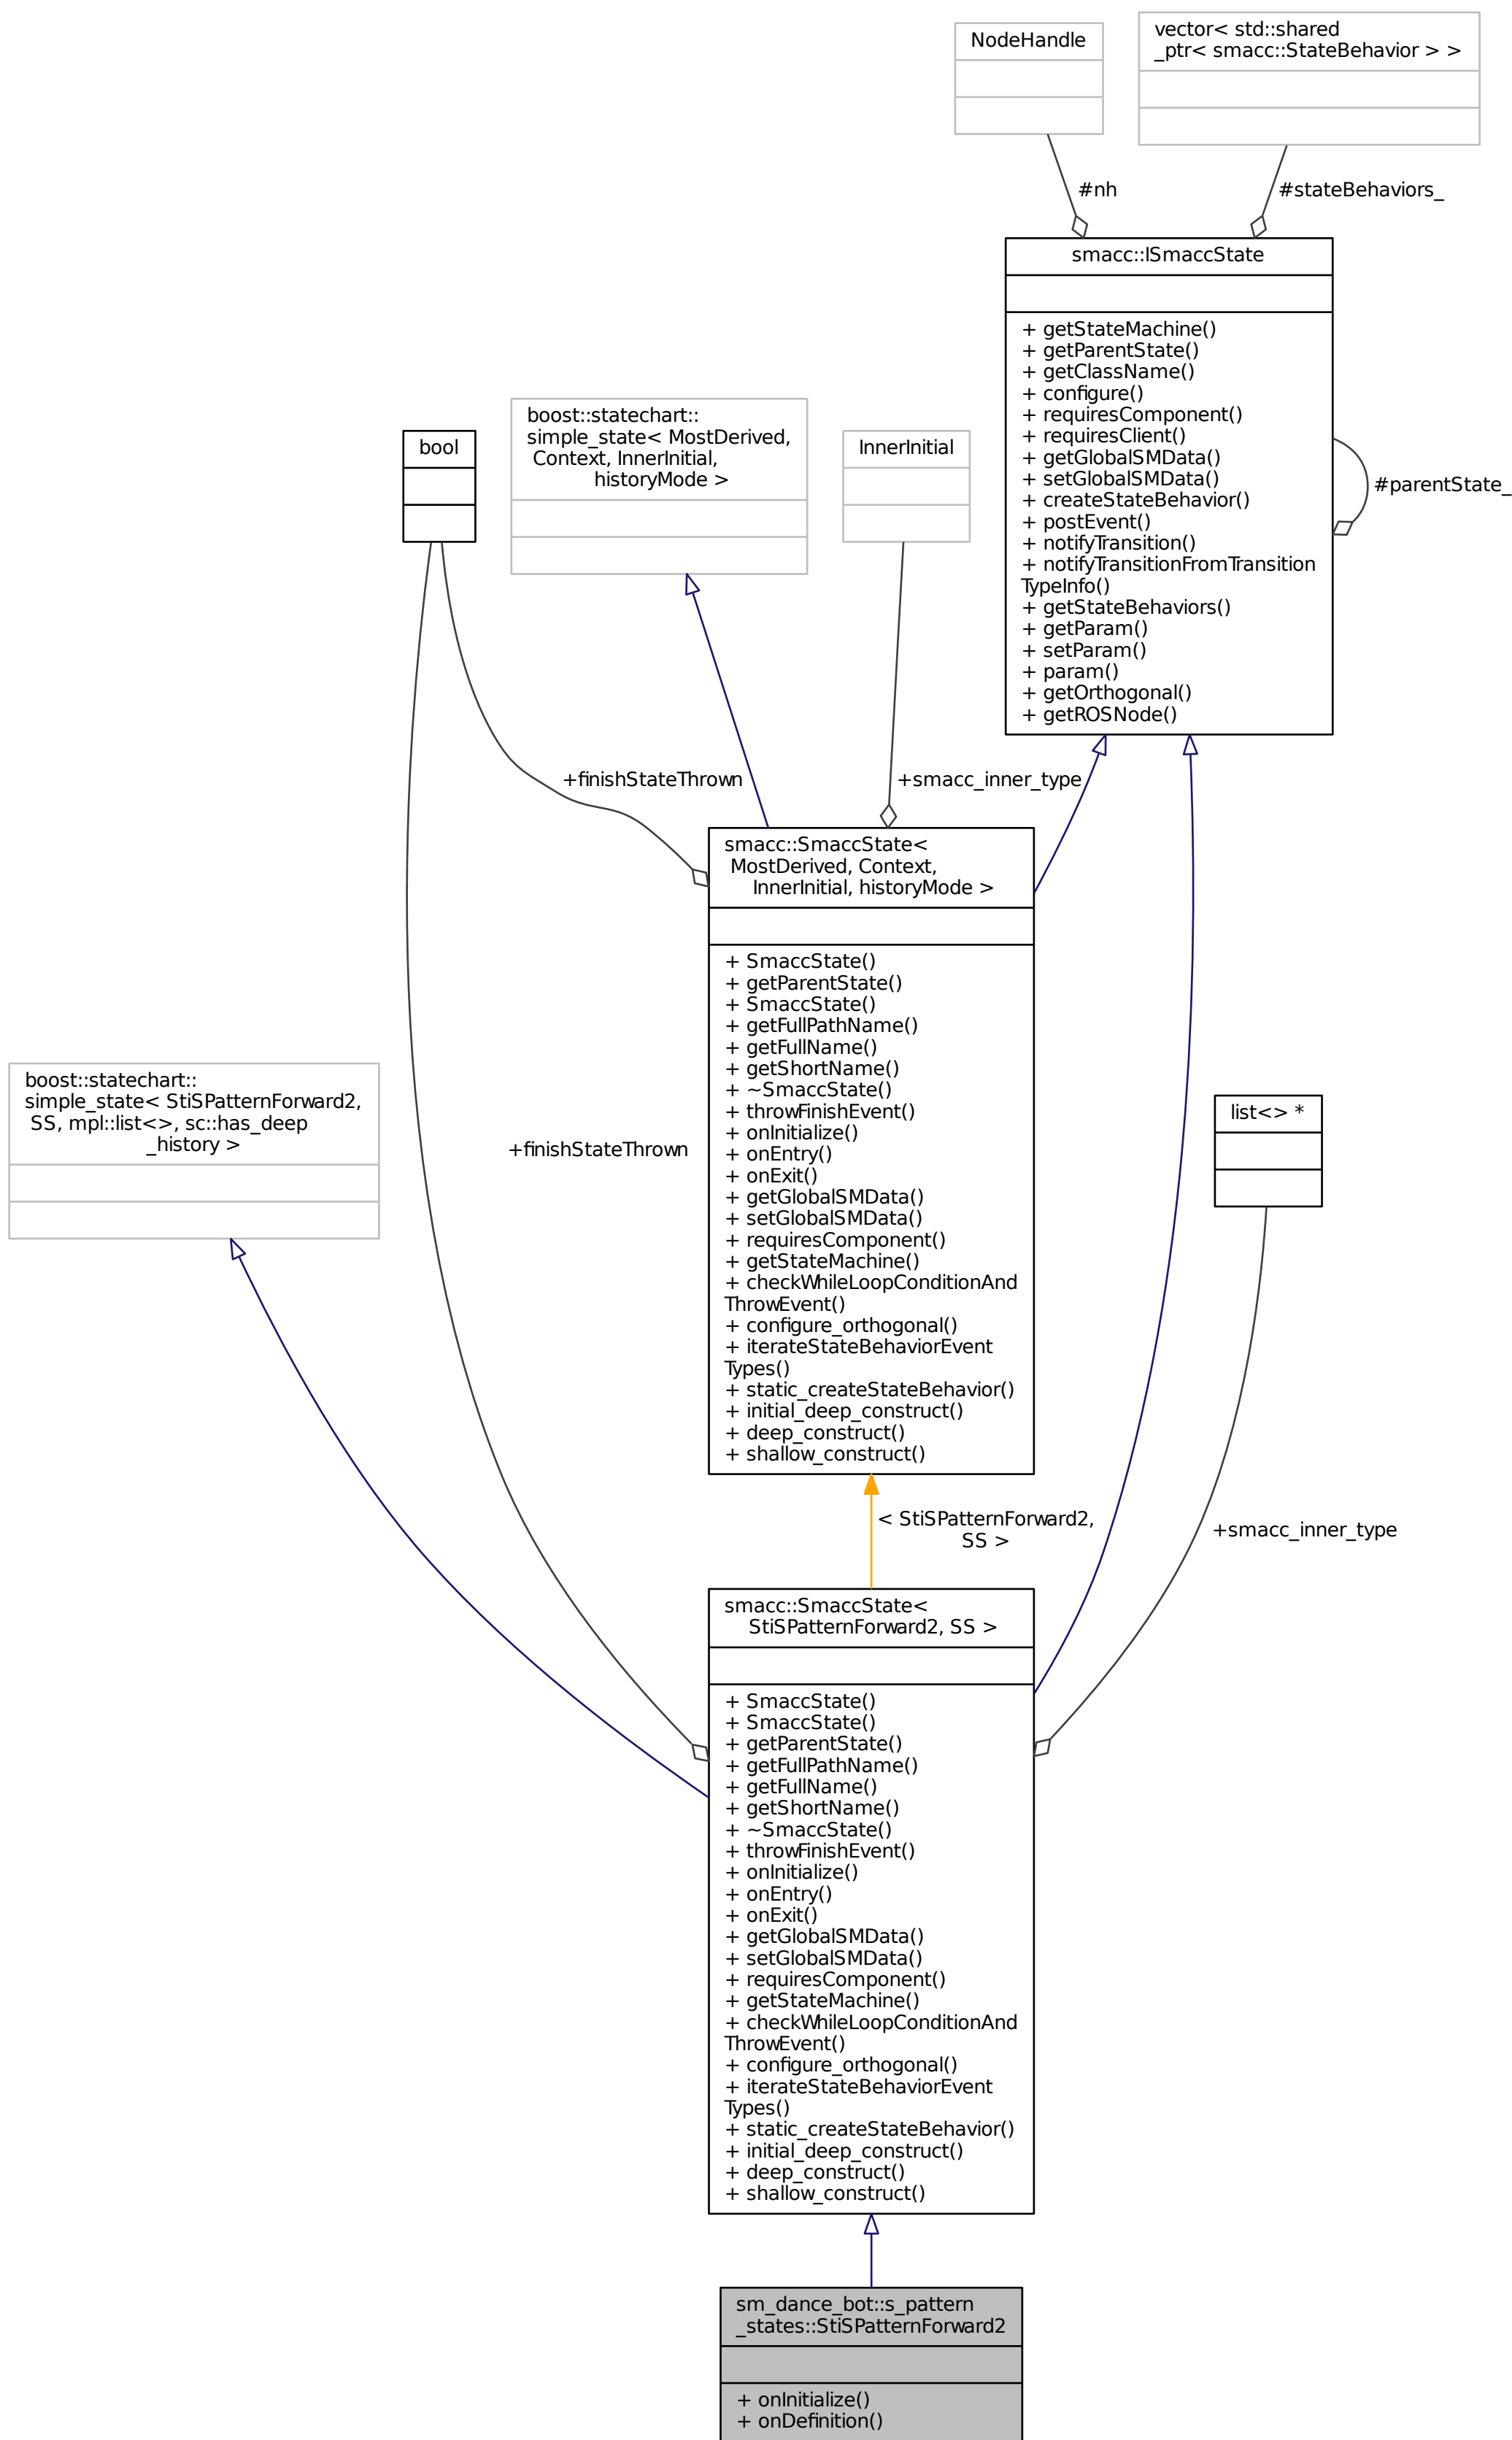 NodeHandle
vector< std::shared
_ptr< smacc::StateBehavior > >
#nh
#stateBehaviors_
smacc::ISmaccState
+ getStateMachine()
+ getParentState()
+ getClassName()
+ configure()
+ requiresComponent()
+ requiresClient()
+ getGlobalSMData()
+ setGlobalSMData()
+ createStateBehavior()
+ postEvent()
+ notifyTransition()
+ notifyTransitionFromTransition
TypeInfo()
+ getStateBehaviors()
+ getParam()
+ setParam()
+ param()
+ getOrthogonal()
+ getROSNode()
#parentState_
boost::statechart::
simple_state< MostDerived,
Context, InnerInitial,
historyMode >
bool
InnerInitial
+finishStateThrown
+smacc_inner_type
smacc::SmaccState<
MostDerived, Context,
InnerInitial, historyMode >
+ SmaccState()
+ getParentState()
+ SmaccState()
+ getFullPathName()
+ getFullName()
+ getShortName()
+ ~SmaccState()
+ throwFinishEvent()
+ onInitialize()
+ onEntry()
+ onExit()
+ getGlobalSMData()
+ setGlobalSMData()
+ requiresComponent()
+ getStateMachine()
+ checkWhileLoopConditionAnd
ThrowEvent()
+ configure_orthogonal()
+ iterateStateBehaviorEvent
Types()
+ static_createStateBehavior()
+ initial_deep_construct()
+ deep_construct()
+ shallow_construct()
boost::statechart::
simple_state< StiSPatternForward2,
SS, mpl::list<>, sc::has_deep
_history >
+finishStateThrown
list<> *
< StiSPatternForward2,
SS >
+smacc_inner_type
smacc::SmaccState<
StiSPatternForward2, SS >
+ SmaccState()
+ SmaccState()
+ getParentState()
+ getFullPathName()
+ getFullName()
+ getShortName()
+ ~SmaccState()
+ throwFinishEvent()
+ onInitialize()
+ onEntry()
+ onExit()
+ getGlobalSMData()
+ setGlobalSMData()
+ requiresComponent()
+ getStateMachine()
+ checkWhileLoopConditionAnd
ThrowEvent()
+ configure_orthogonal()
+ iterateStateBehaviorEvent
Types()
+ static_createStateBehavior()
+ initial_deep_construct()
+ deep_construct()
+ shallow_construct()
sm_dance_bot::s_pattern
_states::StiSPatternForward2
+ onInitialize()
+ onDefinition()